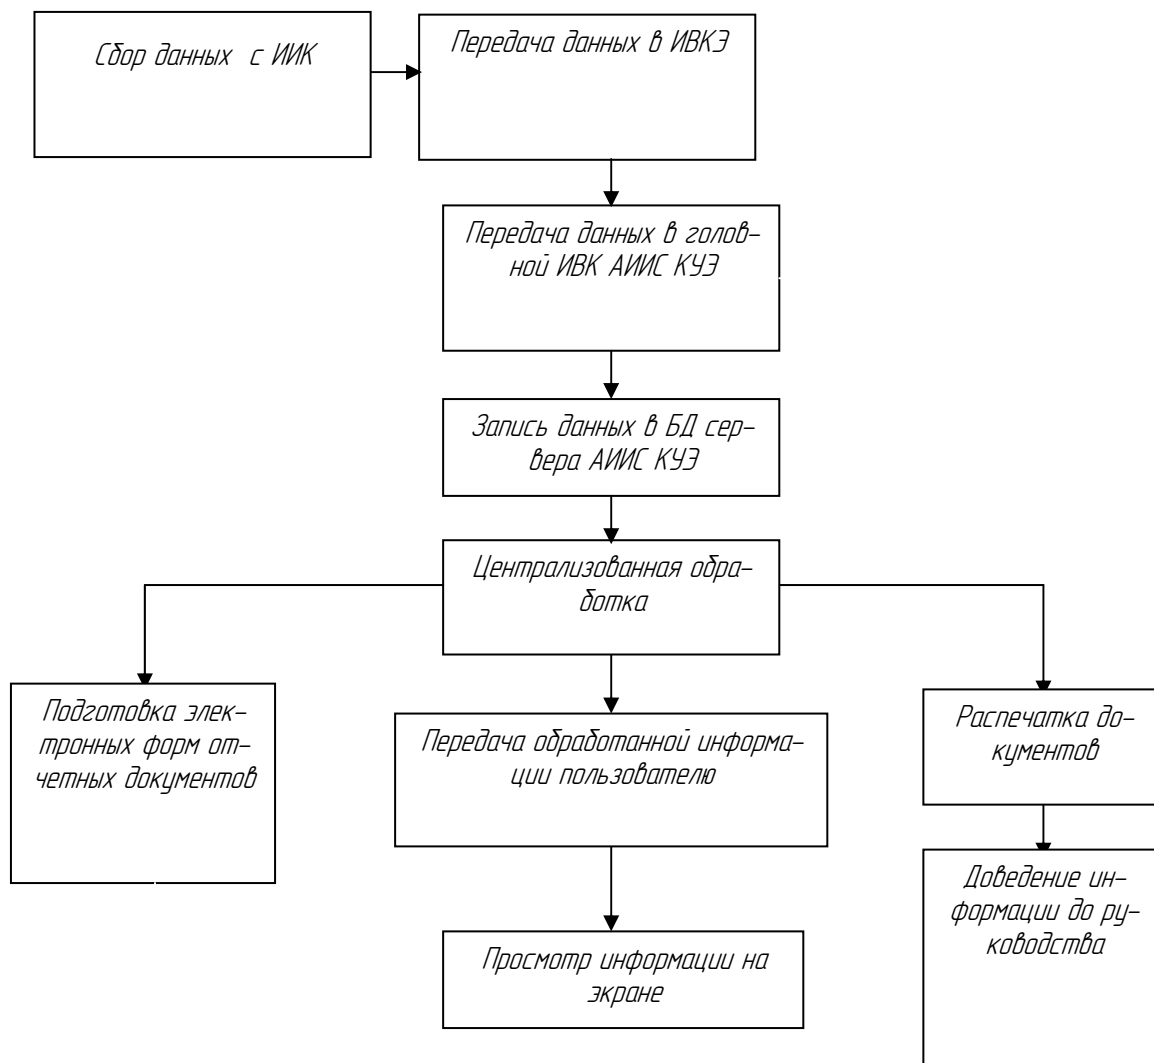 Сбор данных с ИИК
Передача данных в ИВКЭ
Передача данных в голов-
ной ИВК АИИС КУЭ
Запись данных в БД сер-
вера АИИС КУЭ
Централизованная обра-
ботка
Подготовка элек-
тронных форм от-
четных документов
Передача обработанной информа-
ции пользователю
Распечатка до-
кументов
Просмотр информации на
экране
Доведение ин-
формации до ру-
ководства